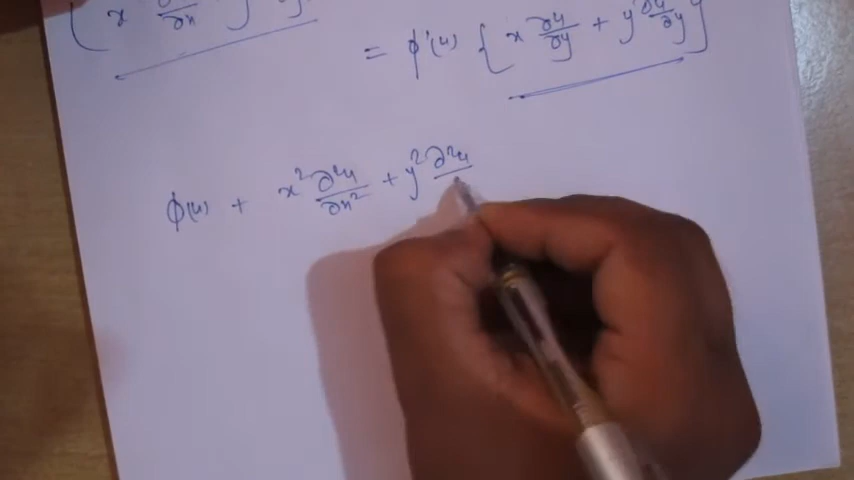 x ∂/∂x } y
= φ'(u) { x ∂u/∂y + y ∂u/∂y }
φ(u) + x² ∂²u/∂x² + y² ∂²u